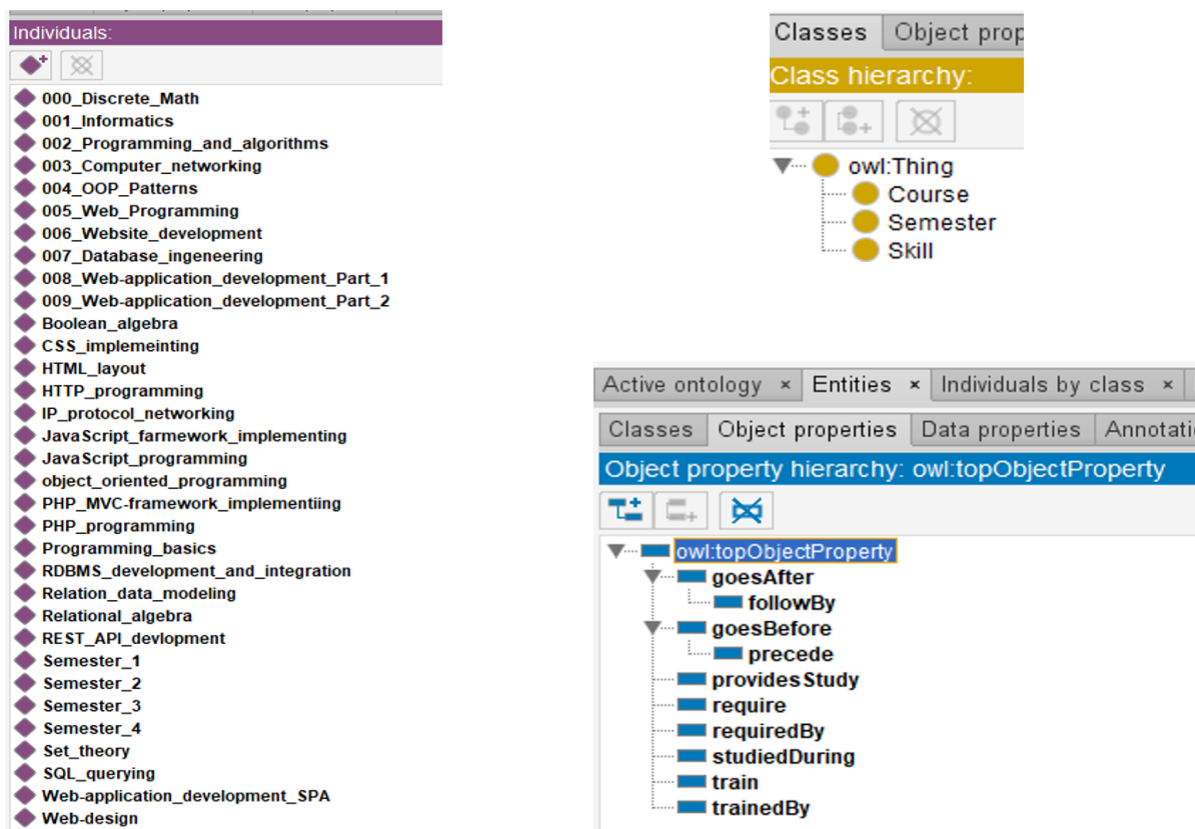 Individuals:
000_Discrete_Math
001_Informatics
002_Programming_and_algorithms
003_Computer_networking
004_OOP_Patterns
005_Web_Programming
006_Website_development
007_Database_ingeneering
008_Web-application_development_Part_1
009_Web-application_development_Part_2
Boolean_algebra
CSS_implemeinting
HTML_layout
HTTP_programming
IP_protocol_networking
JavaScript_farmework_implementing
JavaScript_programming
object_oriented_programming
PHP_MVC-framework_implementiing
PHP_programming
Programming_basics
RDBMS_development_and_integration
Relation_data_modeling
Relational_algebra
REST_API_devlopment
Semester_1
Semester_2
Semester_3
Semester_4
Set_theory
SQL_querying
Web-application_development_SPA
Web-design
Classes Object prop
Class hierarchy:
owl:Thing
Course
Semester
Skill
Active ontology × Entities × Individuals by class ×
Classes Object properties Data properties Annotati
Object property hierarchy: owl:topObjectProperty
owl:topObjectProperty
goesAfter
followBy
goesBefore
precede
providesStudy
require
requiredBy
studiedDuring
train
trainedBy